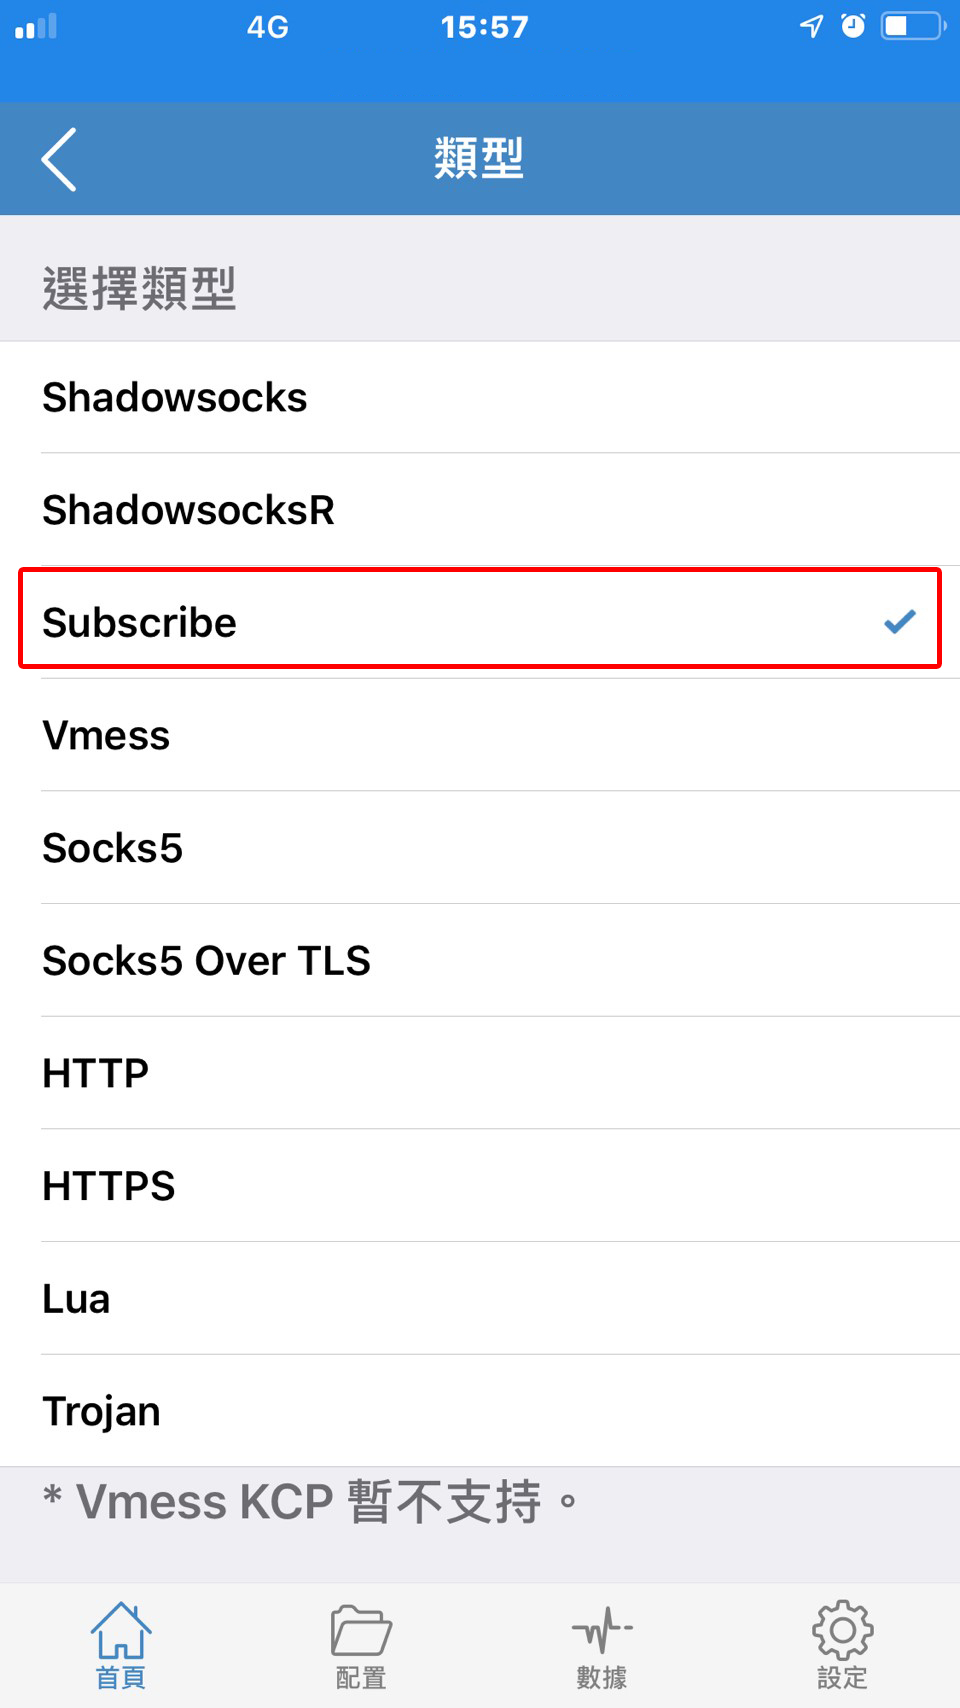 4G 15:57
類型
選擇類型
Shadowsocks
ShadowsocksR
Subscribe
Vmess
Socks5
Socks5 Over TLS
HTTP
HTTPS
Lua
Trojan
* Vmess KCP 暫不支持。
首頁 配置 數據 設定